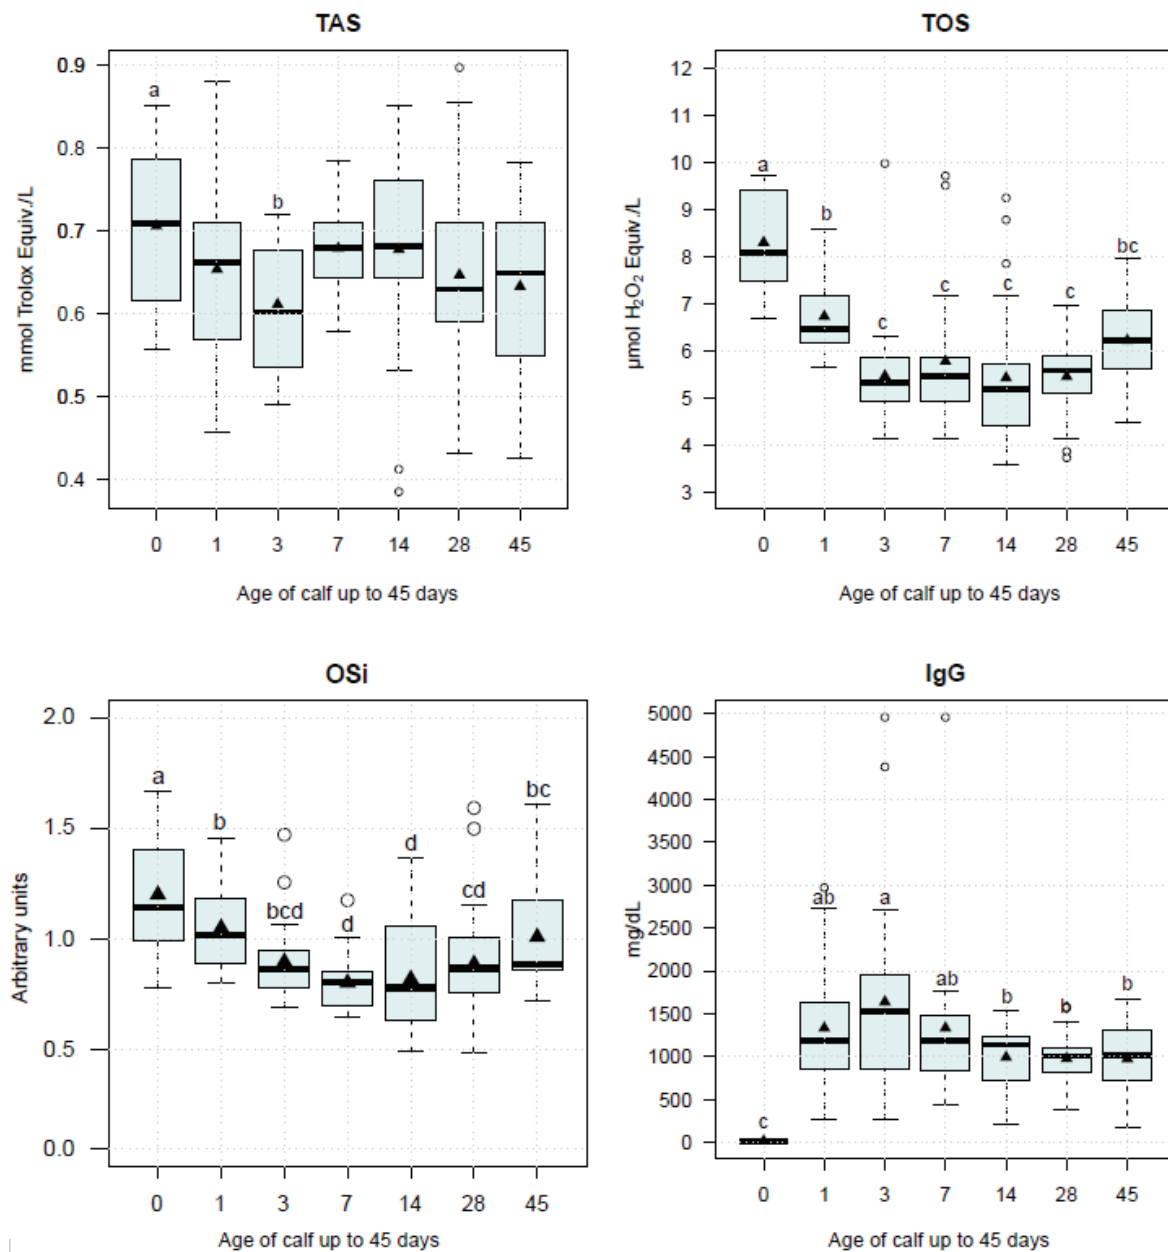 TAS
mmol Trolox Equiv./L
0.9
0.8
0.7
0.6
0.5
0.4
a
b
0 1 3 7 14 28 45
Age of calf up to 45 days
TOS
µmol H₂O₂ Equiv./L
12
11
10
9
8
7
6
5
4
3
a
b
c
c
c
c
bc
0 1 3 7 14 28 45
Age of calf up to 45 days
OSi
Arbitrary units
2.0
1.5
1.0
0.5
0.0
a
b
bcd
d
d
cd
bc
0 1 3 7 14 28 45
Age of calf up to 45 days
IgG
mg/dL
5000
4500
4000
3500
3000
2500
2000
1500
1000
500
0
c
ab
a
ab
b
b
b
0 1 3 7 14 28 45
Age of calf up to 45 days